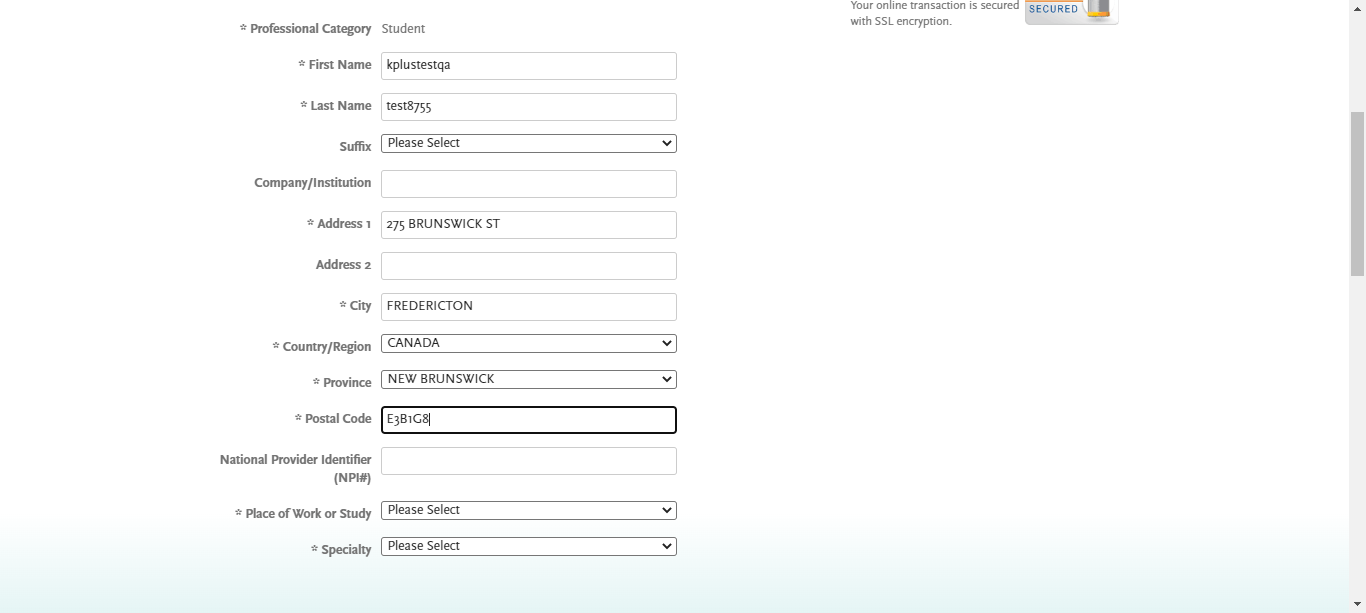 Your online transaction is secured
with SSL encryption.
SECURED
* Professional Category Student
* First Name kplustestqa
* Last Name test8755
Suffix Please Select
Company/Institution
* Address 1 275 BRUNSWICK ST
Address 2
* City FREDERICTON
* Country/Region CANADA
* Province NEW BRUNSWICK
* Postal Code E3B1G8
National Provider Identifier
(NPI#)
* Place of Work or Study Please Select
* Specialty Please Select